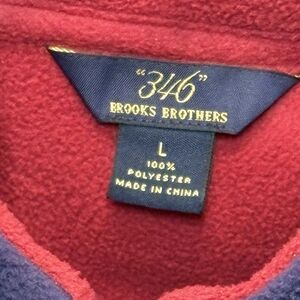 "346"
BROOKS BROTHERS
L
100%
POLYESTER
MADE IN CHINA